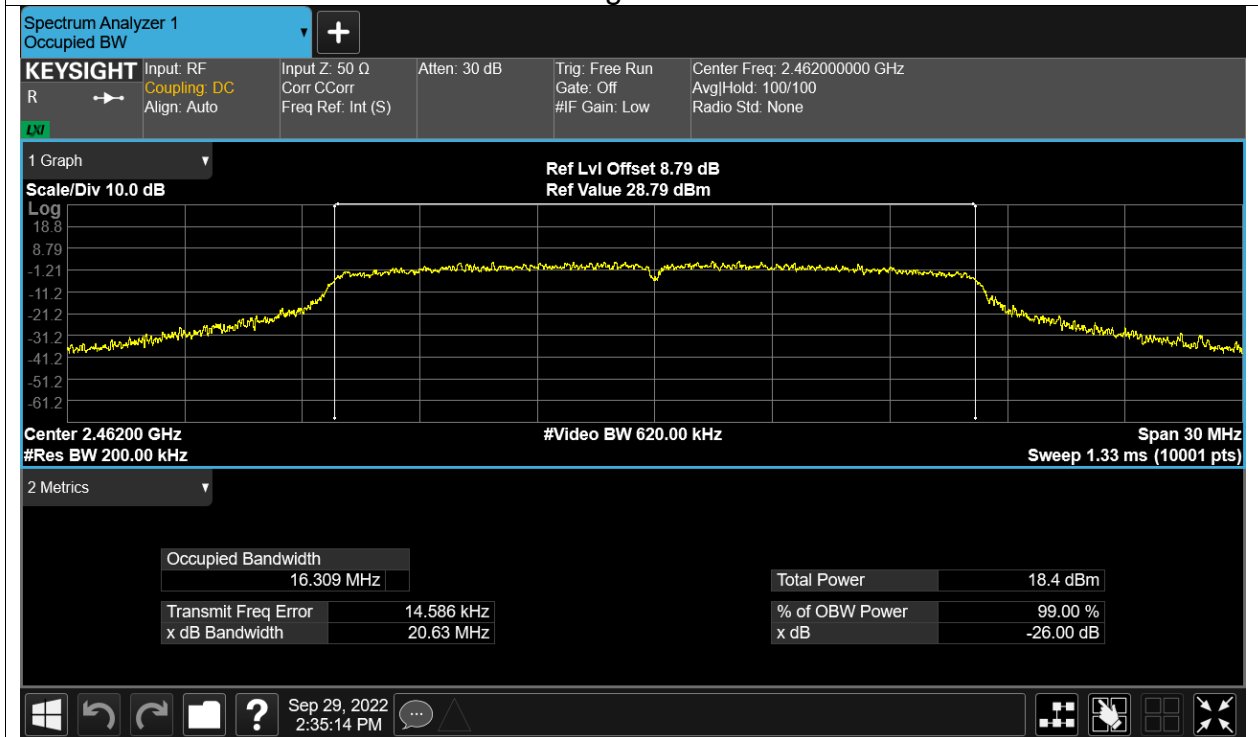 Spectrum Analyzer 1
Occupied BW
+
KEYSIGHT Input: RF Input Z: 50 Ω Atten: 30 dB Trig: Free Run Center Freq: 2.462000000 GHz
R Coupling: DC Corr CCorr Gate: Off Avg|Hold: 100/100
Align: Auto Freq Ref: Int (S) #IF Gain: Low Radio Std: None
LXI
1 Graph Ref Lvl Offset 8.79 dB
Scale/Div 10.0 dB Ref Value 28.79 dBm
Log
18.8
8.79
-1.21
-11.2
-21.2
-31.2
-41.2
-51.2
-61.2
Center 2.46200 GHz #Video BW 620.00 kHz Span 30 MHz
#Res BW 200.00 kHz Sweep 1.33 ms (10001 pts)
2 Metrics
Occupied Bandwidth
16.309 MHz Total Power 18.4 dBm
Transmit Freq Error 14.586 kHz % of OBW Power 99.00 %
x dB Bandwidth 20.63 MHz x dB -26.00 dB
? Sep 29, 2022
2:35:14 PM